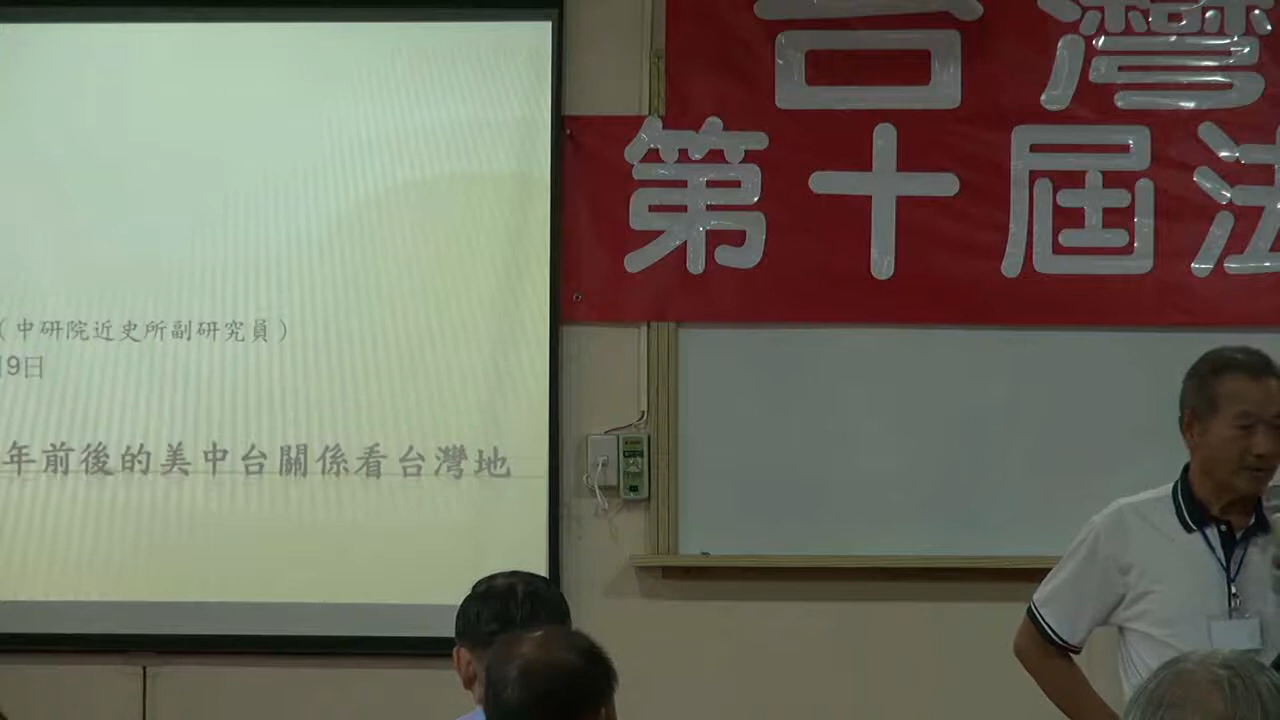 （中研院近史所副研究員）
9日
年前後的美中台關係看台灣地
台灣
第十屆法